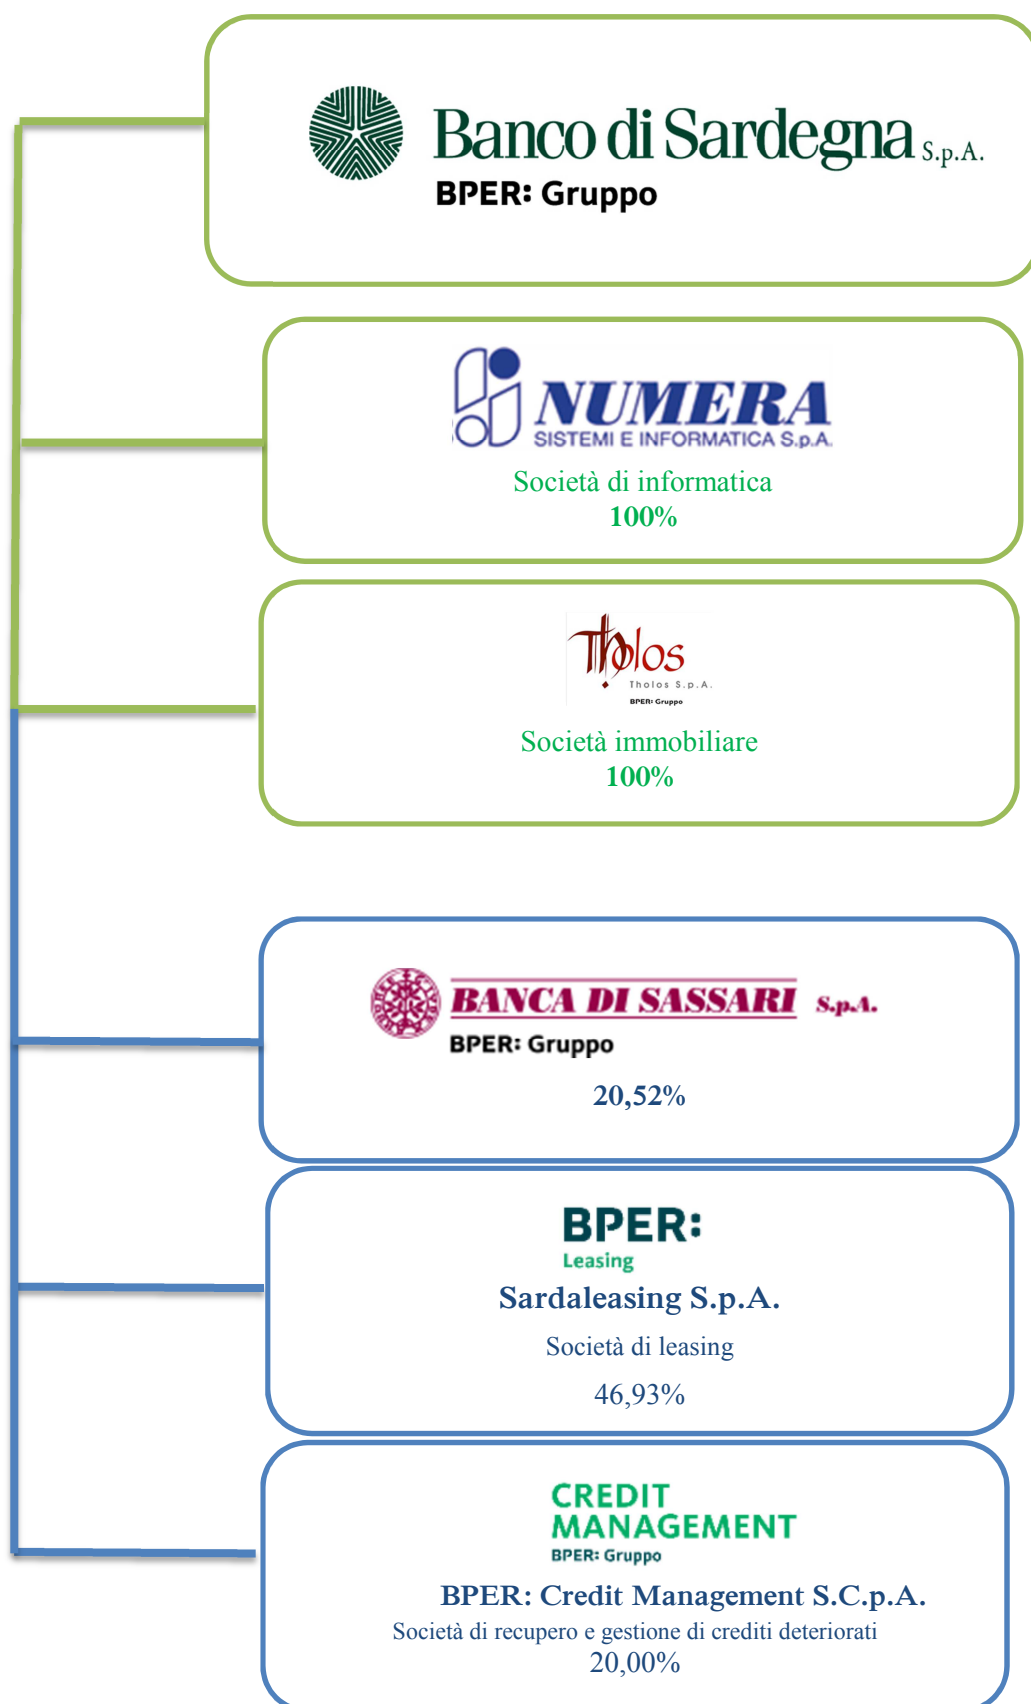 Banco di Sardegna S.p.A.
BPER: Gruppo
NUMERA
SISTEMI E INFORMATICA S.p.A.
Società di informatica
100%
Tholos
Tholos S.p.A.
BPER: Gruppo
Società immobiliare
100%
BANCA DI SASSARI S.p.A.
BPER: Gruppo
20,52%
BPER:
Leasing
Sardaleasing S.p.A.
Società di leasing
46,93%
CREDIT
MANAGEMENT
BPER: Gruppo
BPER: Credit Management S.C.p.A.
Società di recupero e gestione di crediti deteriorati
20,00%